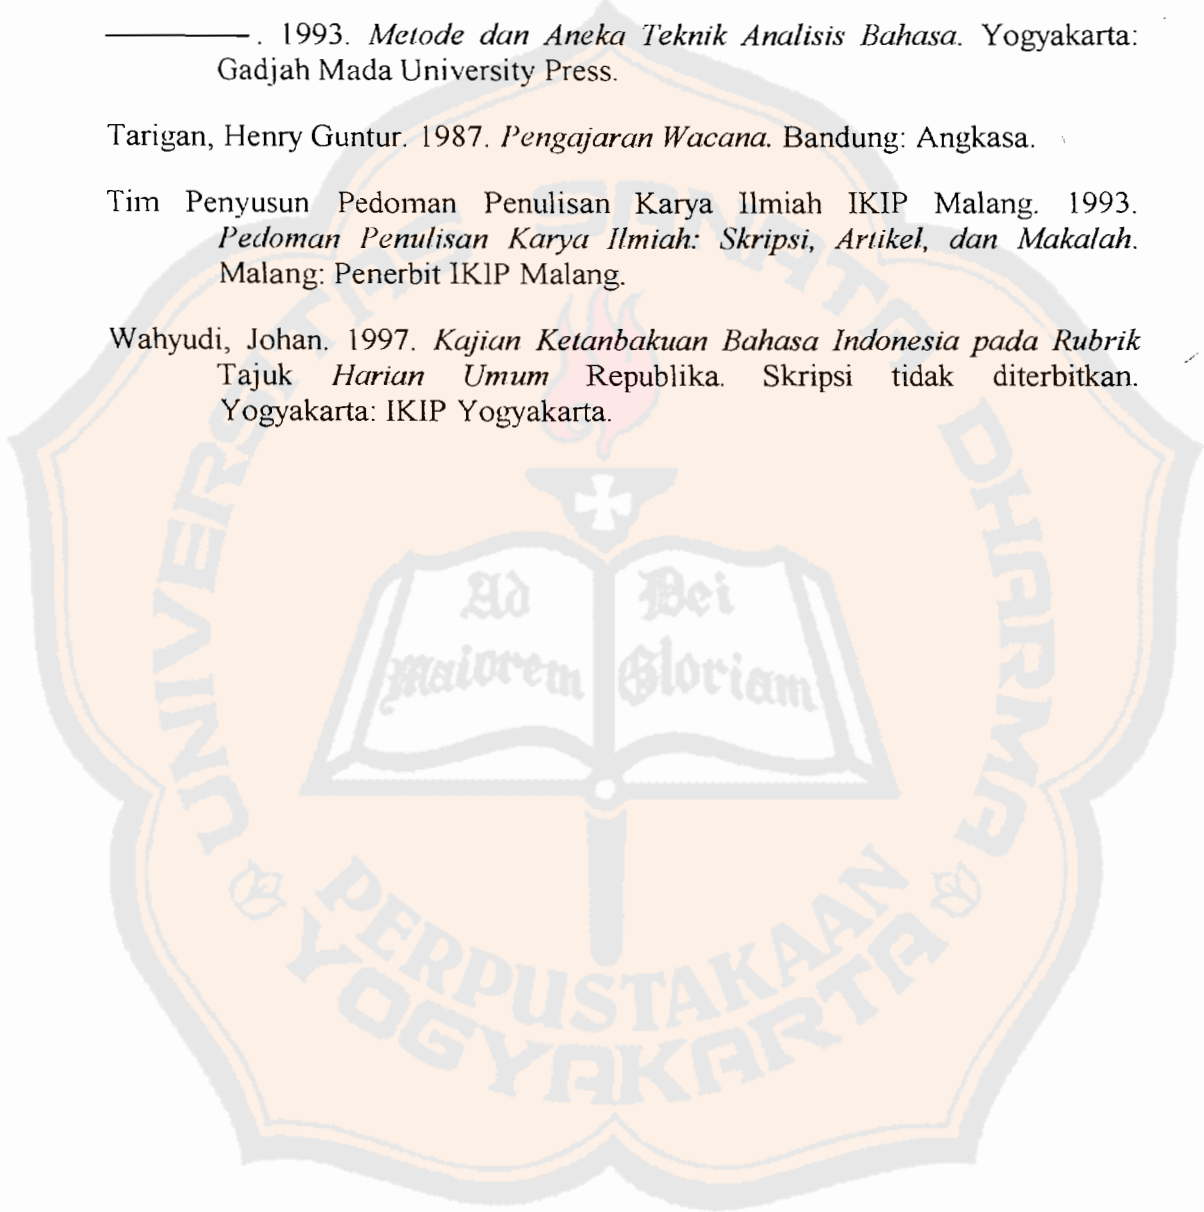 ————. 1993. Metode dan Aneka Teknik Analisis Bahasa. Yogyakarta:
Gadjah Mada University Press.
Tarigan, Henry Guntur. 1987. Pengajaran Wacana. Bandung: Angkasa.
Tim Penyusun Pedoman Penulisan Karya Ilmiah IKIP Malang. 1993.
Pedoman Penulisan Karya Ilmiah: Skripsi, Artikel, dan Makalah.
Malang: Penerbit IKIP Malang.
Wahyudi, Johan. 1997. Kajian Ketanbakuan Bahasa Indonesia pada Rubrik
Tajuk Harian Umum Republika. Skripsi tidak diterbitkan.
Yogyakarta: IKIP Yogyakarta.
UNIVERSITAS SANATA DHARMA
Ad
maiorem
Dei
Gloriam
PERPUSTAKAAN
YOGYAKARTA